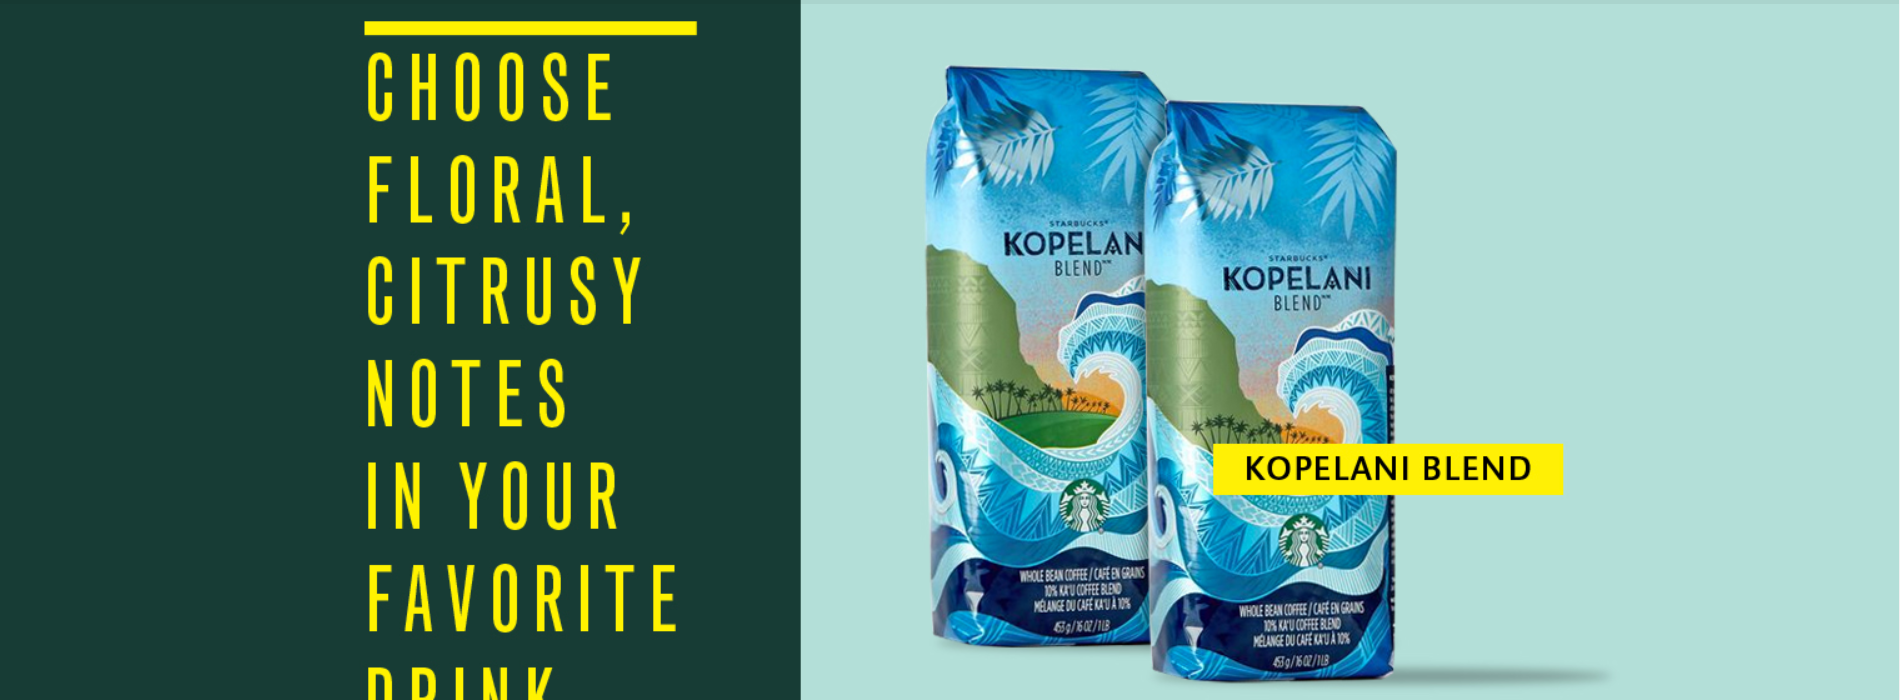 CHOOSE
FLORAL,
CITRUSY
NOTES
IN YOUR
FAVORITE
DRINK
STARBUCKS®
KOPELAN
BLEND™
WHOLE BEAN COFFEE / CAFÉ EN GRAINS
10% KA'U COFFEE BLEND
MÉLANGE DU CAFÉ KA'U À 10%
453 g / 16 OZ / 1 LB
STARBUCKS®
KOPELANI
BLEND™
KOPELANI BLEND
WHOLE BEAN COFFEE / CAFÉ EN GRAINS
10% KA'U COFFEE BLEND
MÉLANGE DU CAFÉ KA'U À 10%
453 g / 16 OZ / 1 LB